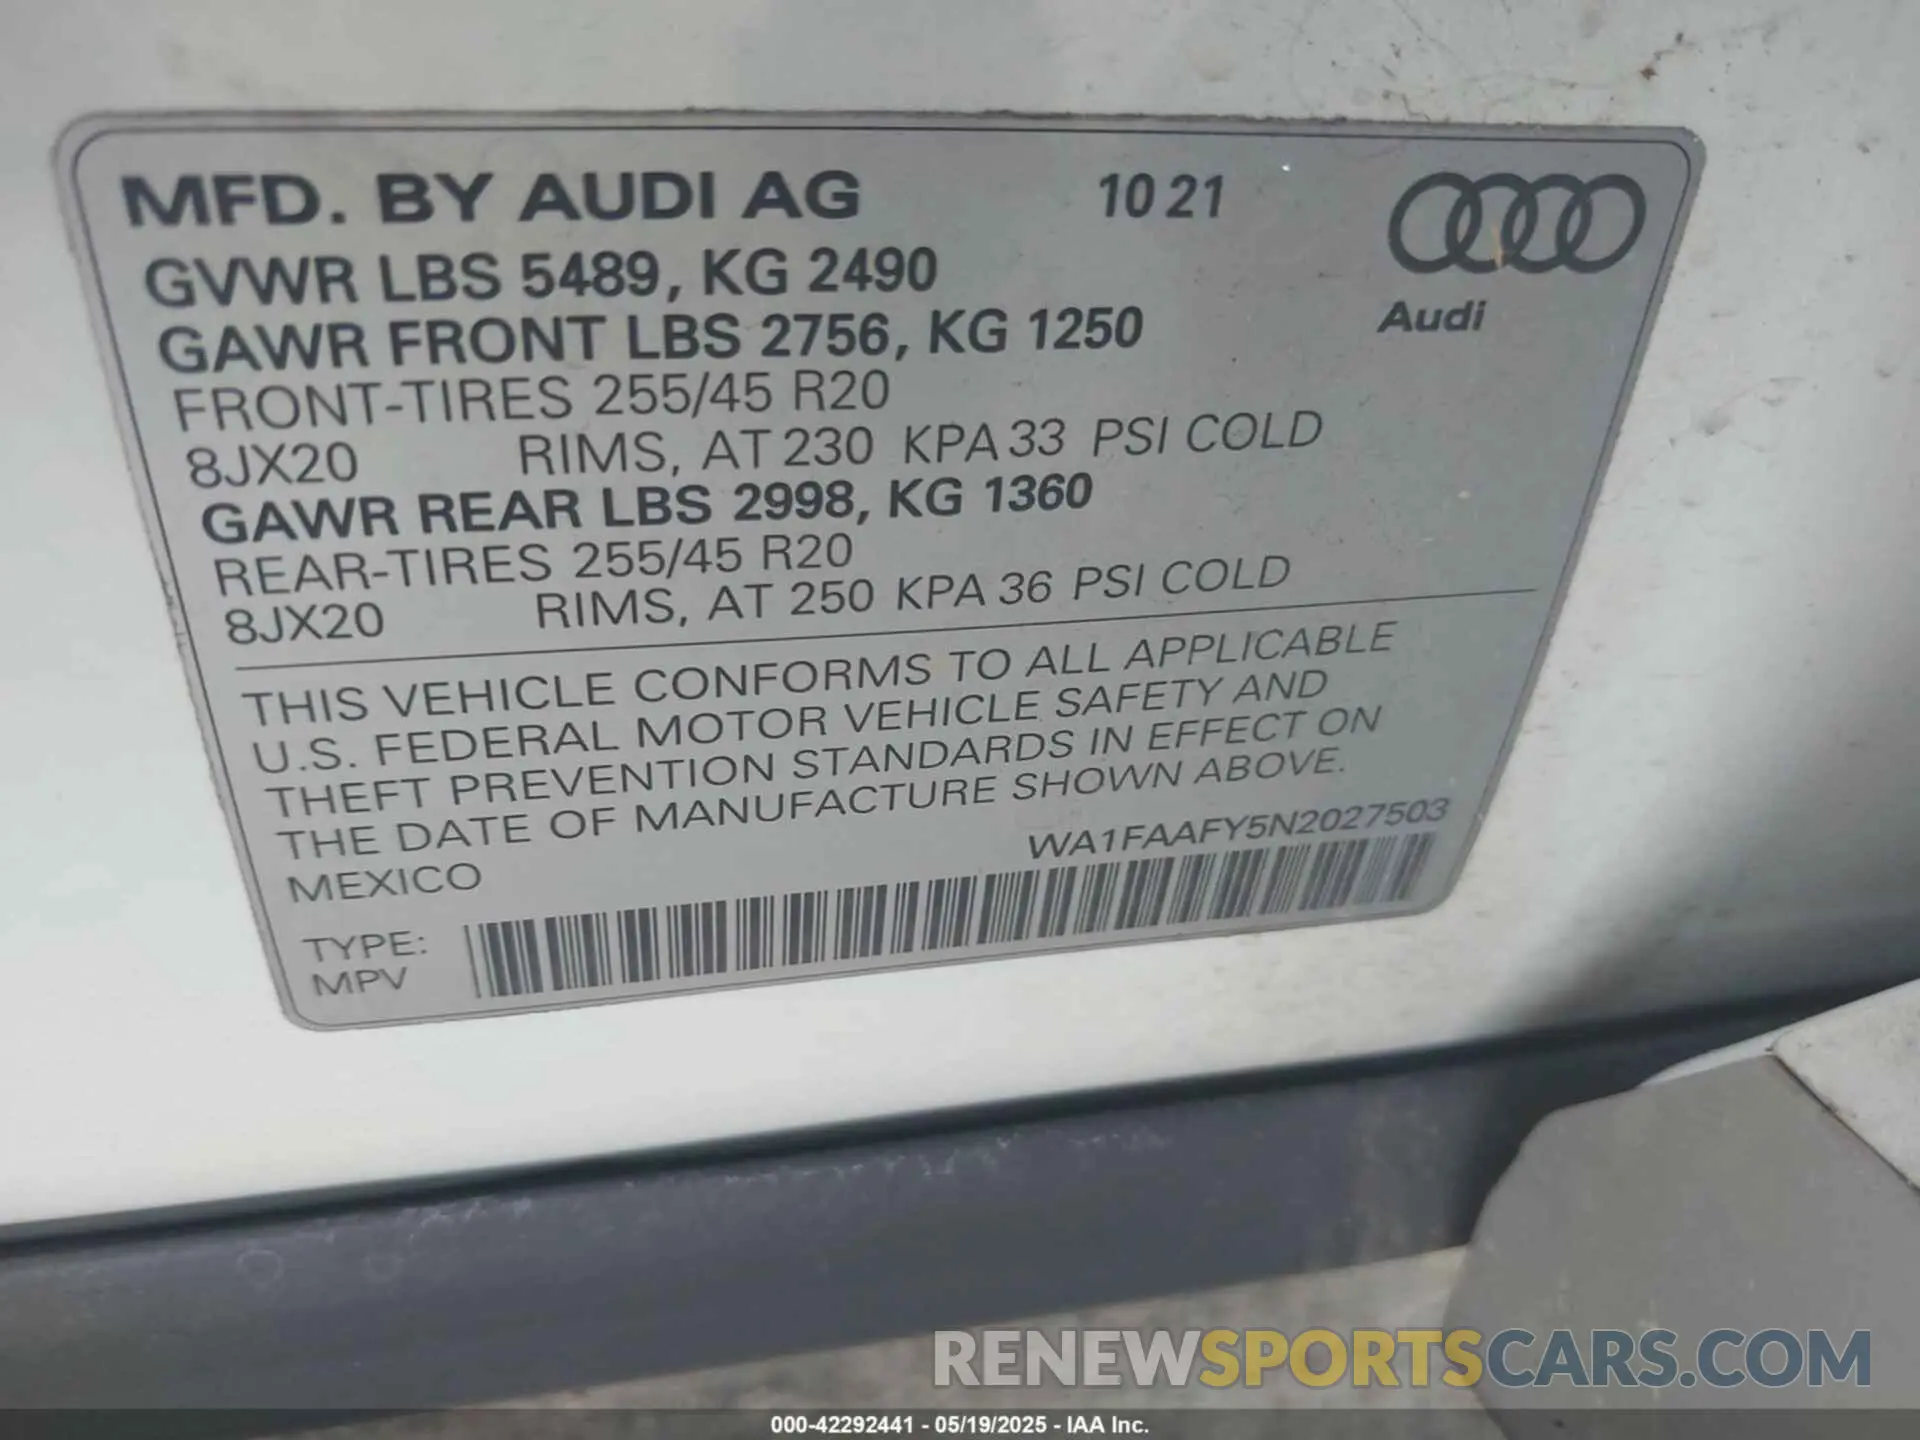 MFD. BY AUDI AG 10 21
GVWR LBS 5489, KG 2490
GAWR FRONT LBS 2756, KG 1250
Audi
FRONT-TIRES 255/45 R20
8JX20 RIMS, AT 230 KPA 33 PSI COLD
GAWR REAR LBS 2998, KG 1360
REAR-TIRES 255/45 R20
8JX20 RIMS, AT 250 KPA 36 PSI COLD
THIS VEHICLE CONFORMS TO ALL APPLICABLE
U.S. FEDERAL MOTOR VEHICLE SAFETY AND
THEFT PREVENTION STANDARDS IN EFFECT ON
THE DATE OF MANUFACTURE SHOWN ABOVE.
MEXICO WA1FAAFY5N2027503
TYPE:
MPV
RENEWSPORTSCARS.COM
000-42292441 - 05/19/2025 - IAA Inc.